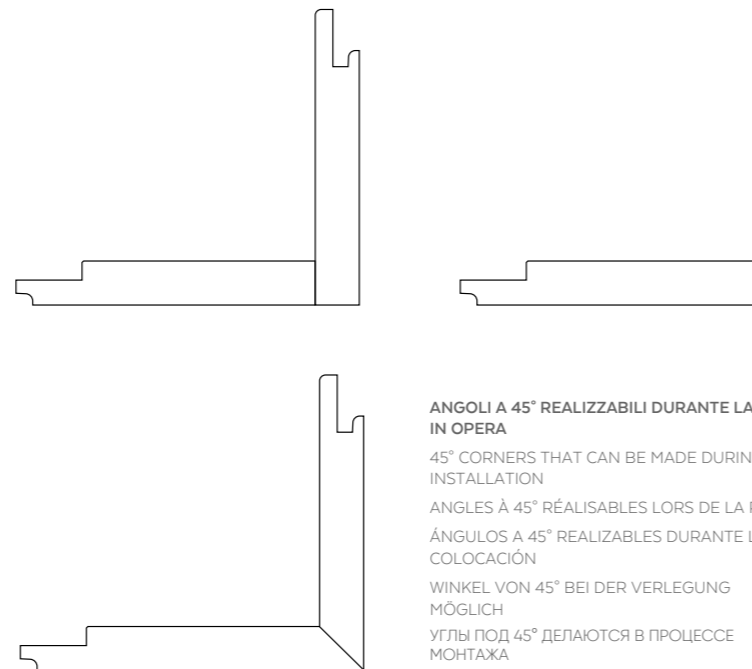 ANGOLI A 45° REALIZZABILI DURANTE LA
IN OPERA
45° CORNERS THAT CAN BE MADE
INSTALLATION
ANGLES À 45° RÉALISABLES LORS DE LA
ÁNGULOS A 45° REALIZABLES DURANTE
COLOCACIÓN
WINKEL VON 45° BEI DER VERLEGUNG
MÖGLICH
УГЛЫ ПОД 45° ДЕЛАЮТСЯ В ПРОЦЕССЕ
МОНТАЖА